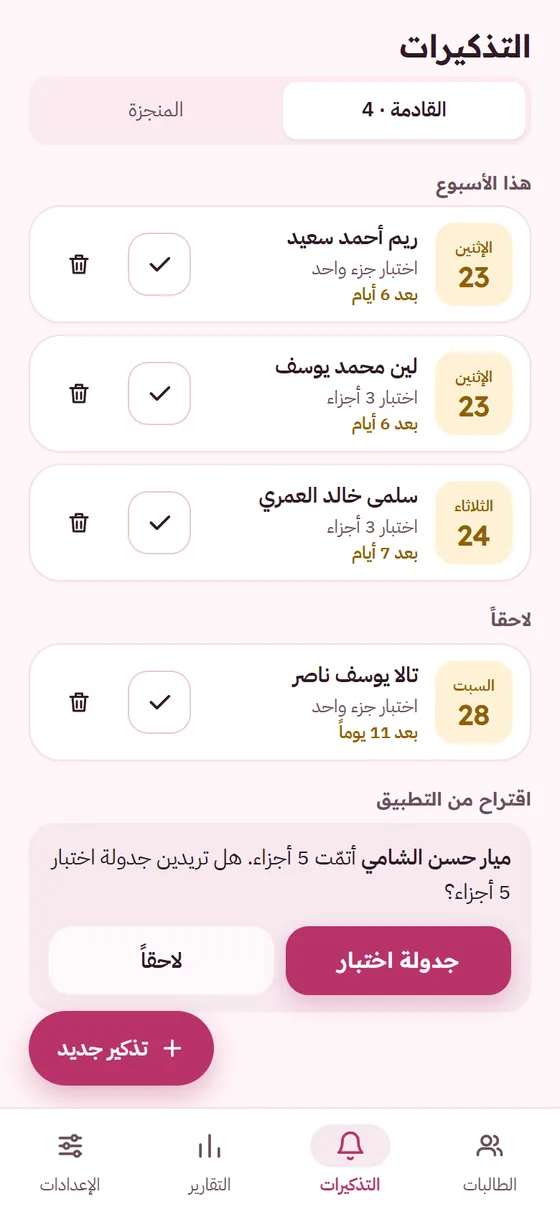 التذكيرات
القادمة · 4
المنجزة
هذا الأسبوع
الإثنين
23
ريم أحمد سعيد
اختبار جزء واحد
بعد 6 أيام
الإثنين
23
لين محمد يوسف
اختبار 3 أجزاء
بعد 6 أيام
الثلاثاء
24
سلمى خالد العمري
اختبار 3 أجزاء
بعد 7 أيام
لاحقاً
السبت
28
تالا يوسف ناصر
اختبار جزء واحد
بعد 11 يوماً
اقتراح من التطبيق
ميار حسن الشامي أتمّت 5 أجزاء. هل تريدين جدولة اختبار
5 أجزاء؟
جدولة اختبار
لاحقاً
تذكير جديد
الطالبات
التذكيرات
التقارير
الإعدادات